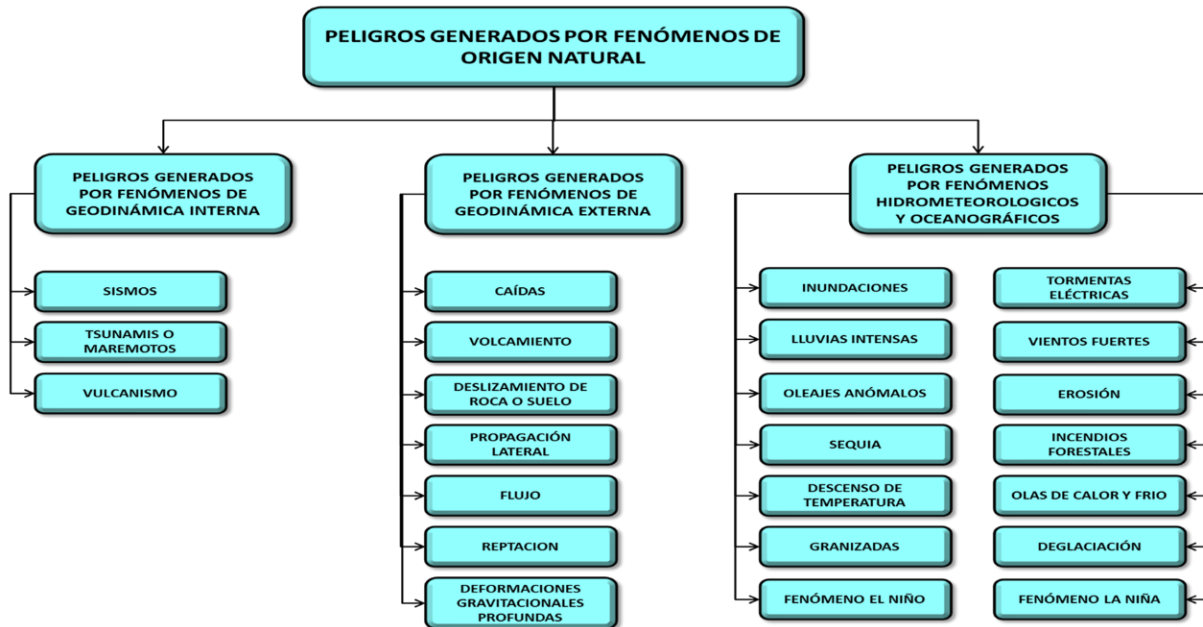 PELIGROS GENERADOS POR FENÓMENOS DE
ORIGEN NATURAL
PELIGROS GENERADOS
POR FENÓMENOS DE
GEODINÁMICA INTERNA
SISMOS
TSUNAMIS O
MAREMOTOS
VULCANISMO
PELIGROS GENERADOS
POR FENÓMENOS DE
GEODINÁMICA EXTERNA
CAÍDAS
VOLCAMIENTO
DESLIZAMIENTO DE
ROCA O SUELO
PROPAGACIÓN
LATERAL
FLUJO
REPTACION
DEFORMACIONES
GRAVITACIONALES
PROFUNDAS
PELIGROS GENERADOS
POR FENÓMENOS
HIDROMETEOROLOGICOS
Y OCEANOGRÁFICOS
INUNDACIONES
LLUVIAS INTENSAS
OLEAJES ANÓMALOS
SEQUIA
DESCENSO DE
TEMPERATURA
GRANIZADAS
FENÓMENO EL NIÑO
TORMENTAS
ELÉCTRICAS
VIENTOS FUERTES
EROSIÓN
INCENDIOS
FORESTALES
OLAS DE CALOR Y FRIO
DEGLACIACIÓN
FENÓMENO LA NIÑA